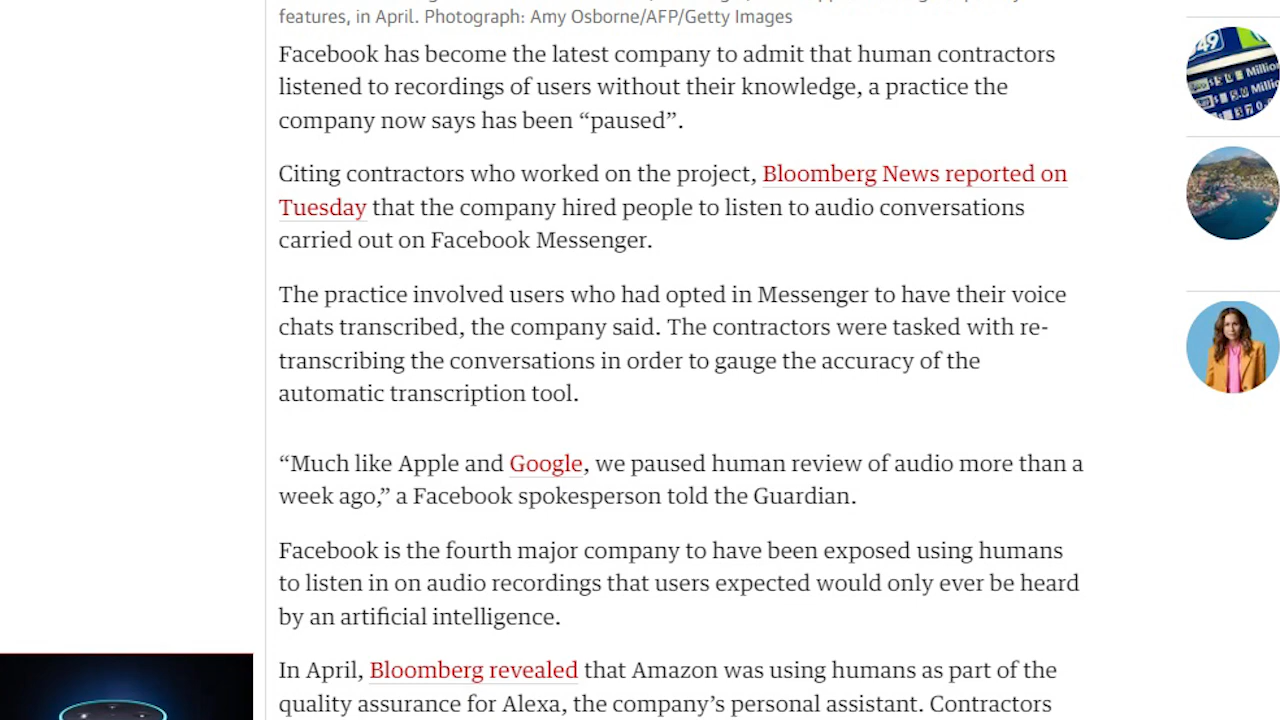 features, in April. Photograph: Amy Osborne/AFP/Getty Images
Facebook has become the latest company to admit that human contractors
listened to recordings of users without their knowledge, a practice the
company now says has been “paused”.
Citing contractors who worked on the project, Bloomberg News reported on
Tuesday that the company hired people to listen to audio conversations
carried out on Facebook Messenger.
The practice involved users who had opted in Messenger to have their voice
chats transcribed, the company said. The contractors were tasked with re-
transcribing the conversations in order to gauge the accuracy of the
automatic transcription tool.
“Much like Apple and Google, we paused human review of audio more than a
week ago,” a Facebook spokesperson told the Guardian.
Facebook is the fourth major company to have been exposed using humans
to listen in on audio recordings that users expected would only ever be heard
by an artificial intelligence.
In April, Bloomberg revealed that Amazon was using humans as part of the
quality assurance for Alexa, the company’s personal assistant. Contractors
49
Million